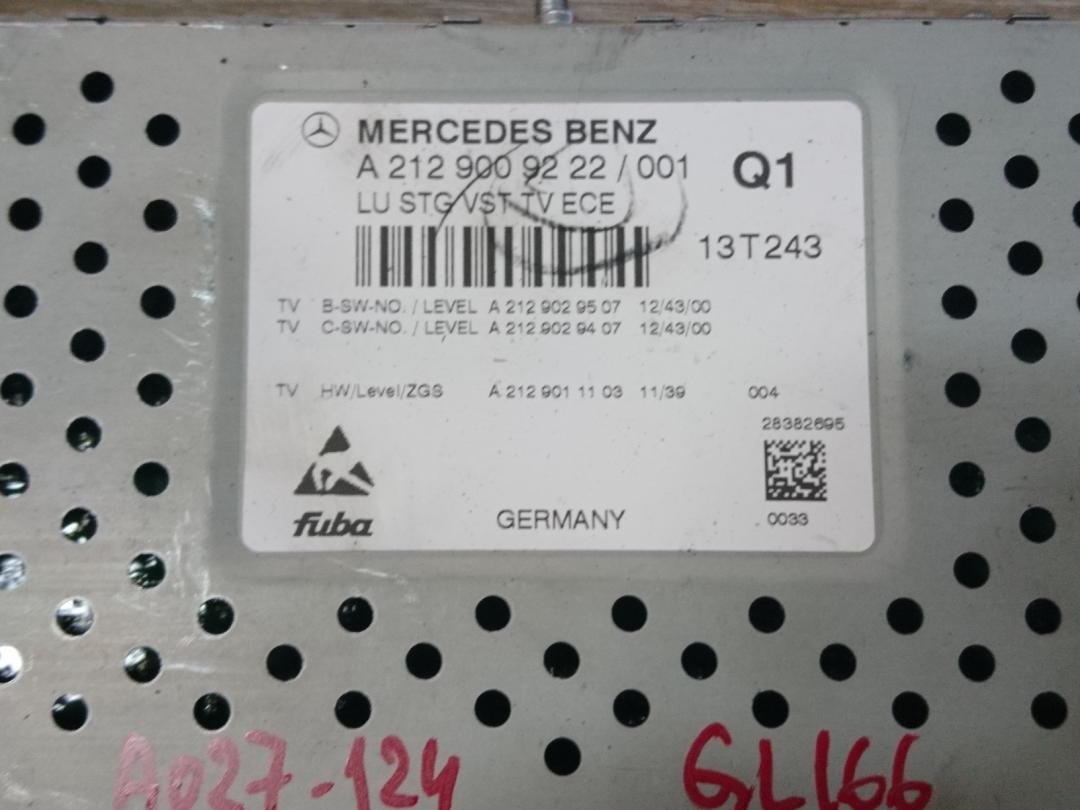 MERCEDES BENZ
A 212 900 92 22 / 001 Q1
LU STG VST TV ECE
13T243
TV B-SW-NO. / LEVEL A 212 902 95 07 12/43/00
TV C-SW-NO. / LEVEL A 212 902 94 07 12/43/00
TV HW/Level/ZGS A 212 901 11 03 11/39 004
28382695
fuba GERMANY 0033
A027-124 GL166